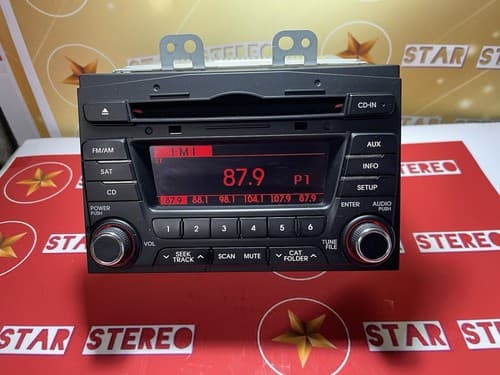 STAR STEREO
STAR
CD-IN
FM/AM
SAT
CD
FM1
87.9 P1
87.9 88.1 98.1 104.1 107.9 87.9
AUX
INFO
SETUP
POWER
PUSH
ENTER
AUDIO
PUSH
1 2 3 4 5 6
VOL
SEEK
TRACK
SCAN
MUTE
CAT
FOLDER
TUNE
FILE
STAR STEREO
STAR STEREO
STAR STEREO